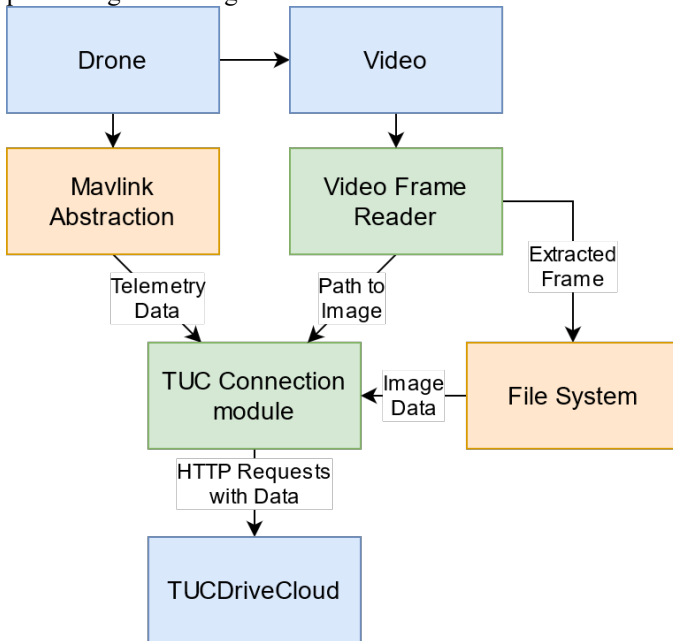 Drone
Video
Mavlink
Abstraction
Video Frame
Reader
Extracted
Frame
Telemetry
Data
Path to
Image
TUC Connection
module
Image
Data
File System
HTTP Requests
with Data
TUCDriveCloud